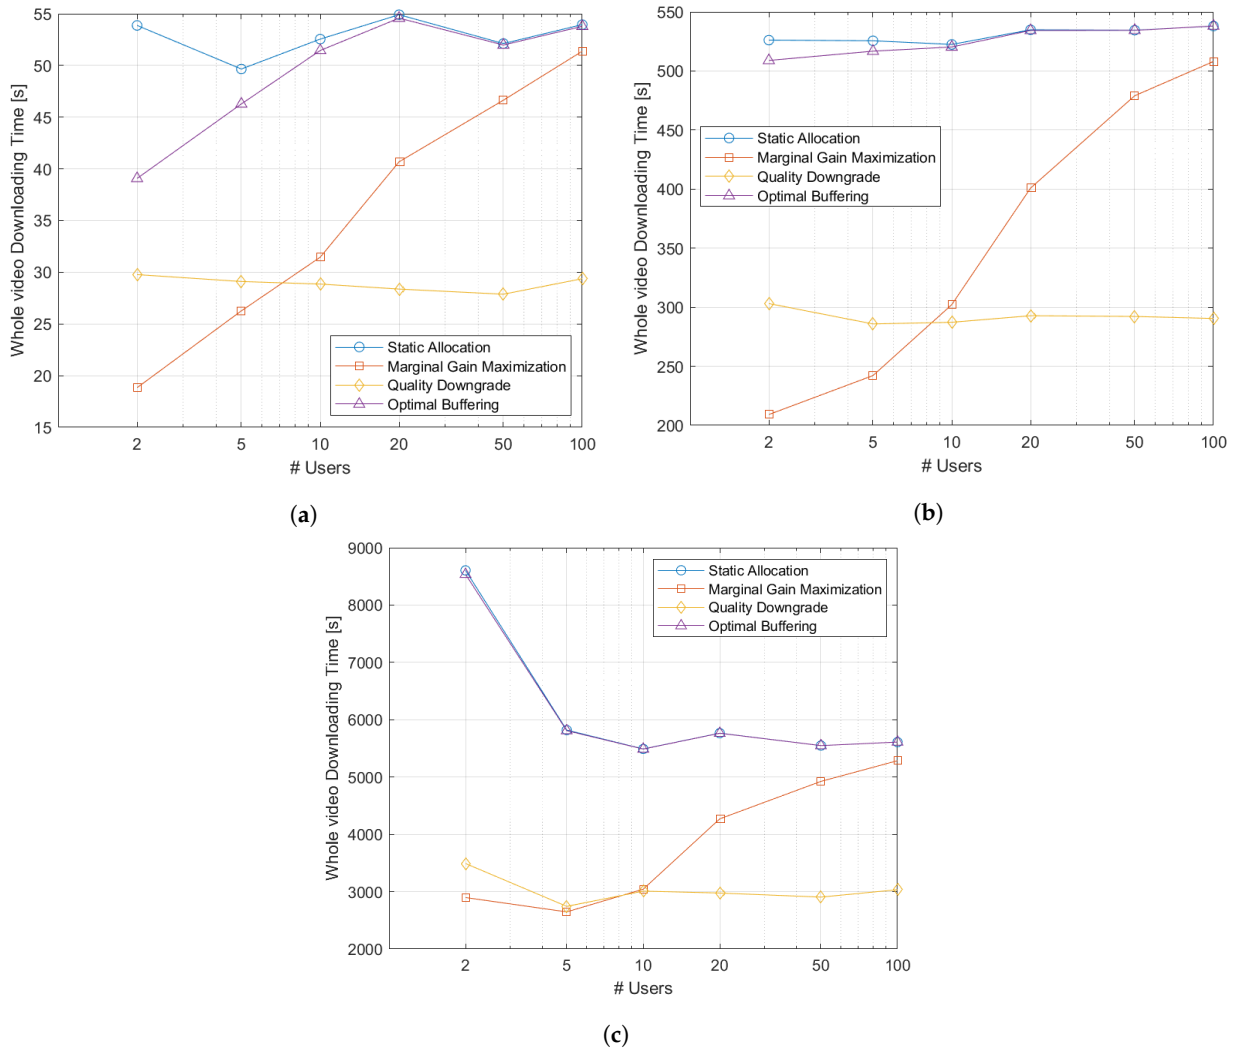 55
50
45
40
35
30
25
20
15
Whole video Downloading Time [s]
Static Allocation
Marginal Gain Maximization
Quality Downgrade
Optimal Buffering
2 5 10 20 50 100
# Users
(a)
550
500
450
400
350
300
250
200
Whole video Downloading Time [s]
Static Allocation
Marginal Gain Maximization
Quality Downgrade
Optimal Buffering
2 5 10 20 50 100
# Users
(b)
9000
8000
7000
6000
5000
4000
3000
2000
Whole video Downloading Time [s]
Static Allocation
Marginal Gain Maximization
Quality Downgrade
Optimal Buffering
2 5 10 20 50 100
# Users
(c)